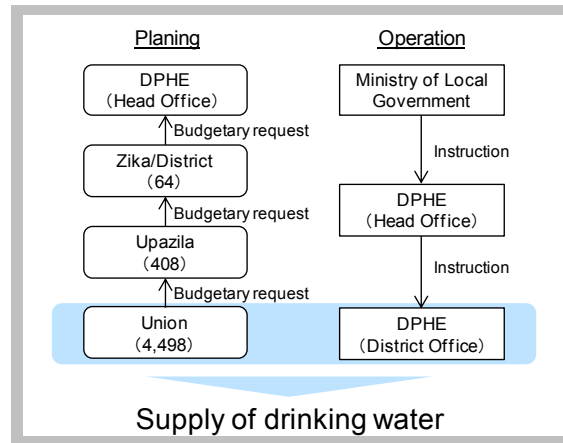 Planing
DPHE
(Head Office)
Budgetary request
Zika/District
(64)
Budgetary request
Upazila
(408)
Budgetary request
Union
(4,498)
Operation
Ministry of Local
Government
Instruction
DPHE
(Head Office)
Instruction
DPHE
(District Office)
Supply of drinking water